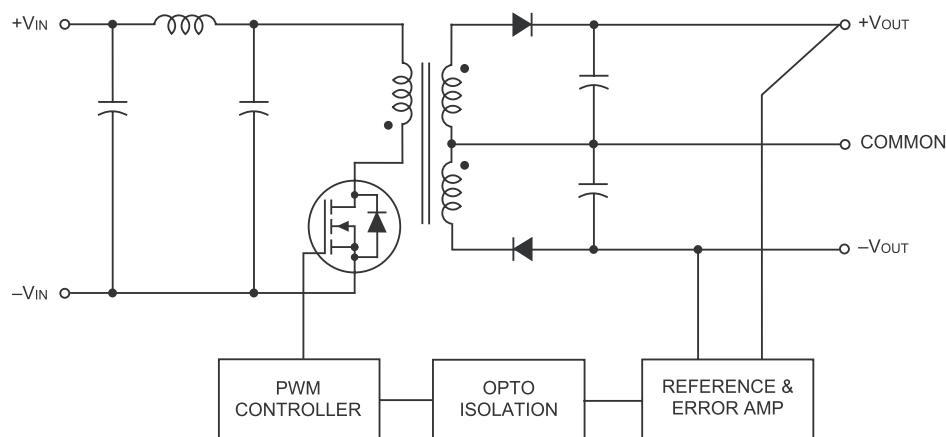 +VIN
+VOUT
COMMON
–VOUT
–VIN
PWM
CONTROLLER
OPTO
ISOLATION
REFERENCE &
ERROR AMP